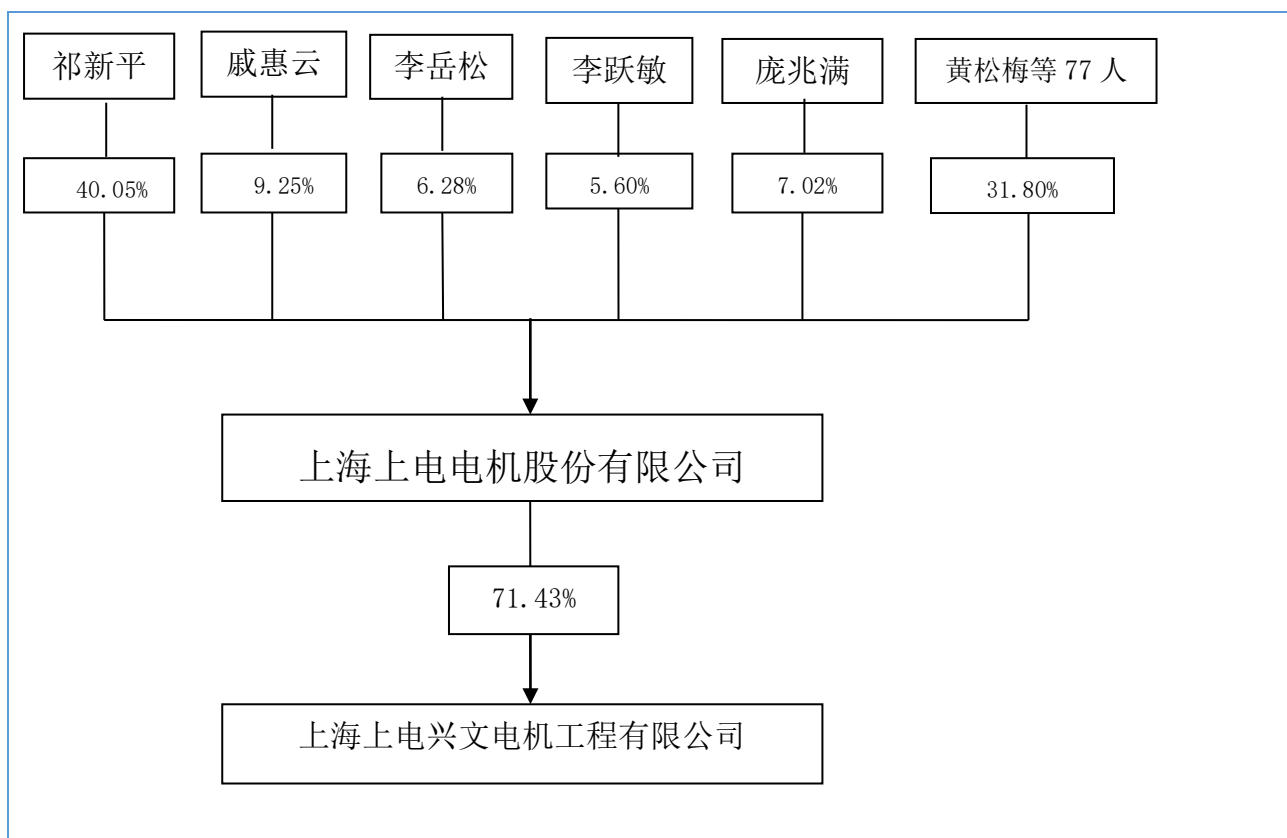 祁新平
戚惠云
李岳松
李跃敏
庞兆满
黄松梅等 77 人
40.05%
9.25%
6.28%
5.60%
7.02%
31.80%
上海上电电机股份有限公司
71.43%
上海上电兴文电机工程有限公司